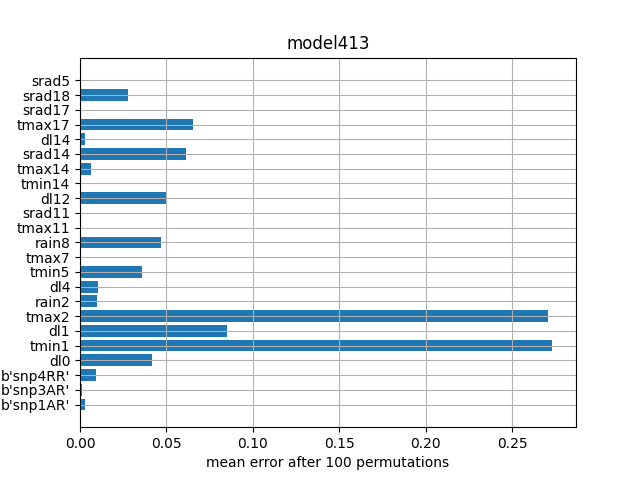 model413
srad5
srad18
srad17
tmax17
dl14
srad14
tmax14
tmin14
dl12
srad11
tmax11
rain8
tmax7
tmin5
dl4
rain2
tmax2
dl1
tmin1
dl0
b'snp4RR'
b'snp3AR'
b'snp1AR'
0.00 0.05 0.10 0.15 0.20 0.25
mean error after 100 permutations